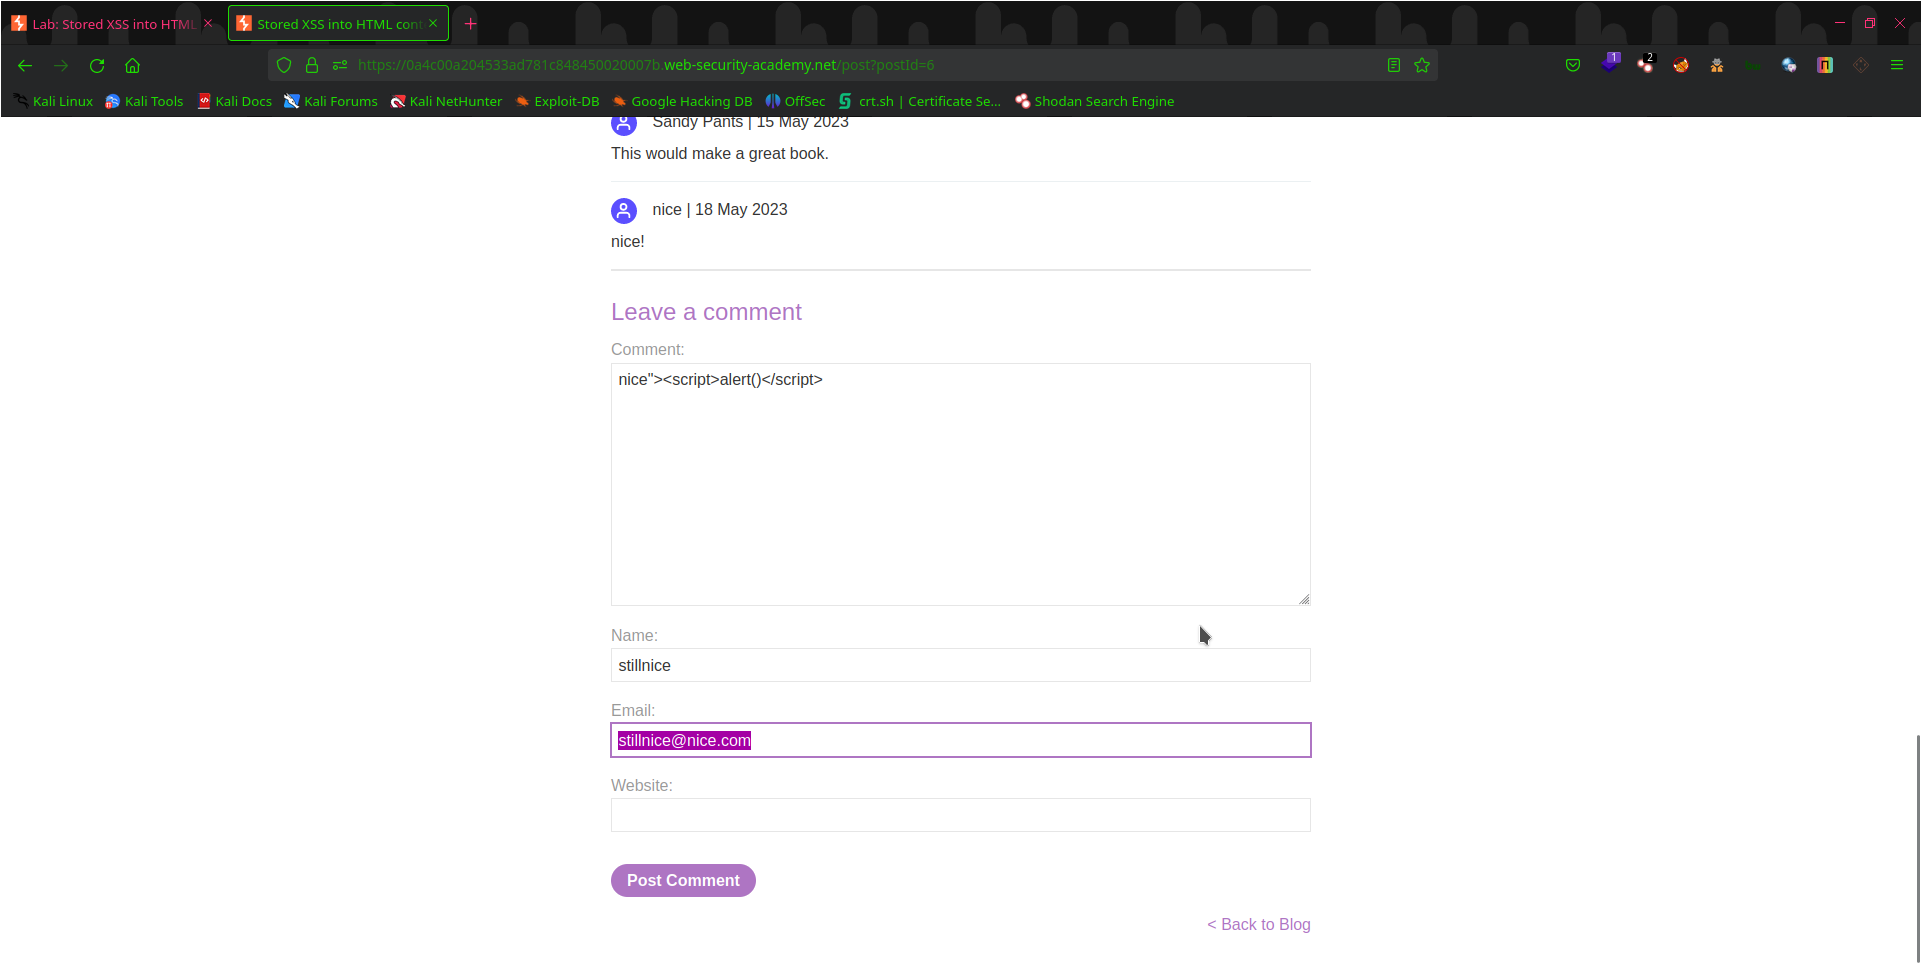 Lab: Stored XSS into HTML
Stored XSS into HTML cont
https://0a4c00a204533ad781c848450020007b.web-security-academy.net/post?postId=6
1
2
Kali Linux Kali Tools Kali Docs Kali Forums Kali NetHunter Exploit-DB Google Hacking DB OffSec crt.sh | Certificate Se... Shodan Search Engine
Sandy Pants | 15 May 2023
This would make a great book.
nice | 18 May 2023
nice!
Leave a comment
Comment:
nice"><script>alert()</script>
Name:
stillnice
Email:
stillnice@nice.com
Website:
Post Comment
< Back to Blog